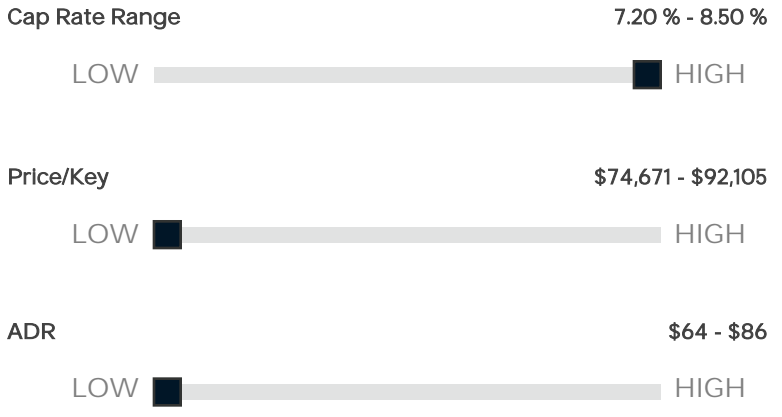 Cap Rate Range 7.20 % - 8.50 %
LOW HIGH
Price/Key $74,671 - $92,105
LOW HIGH
ADR $64 - $86
LOW HIGH